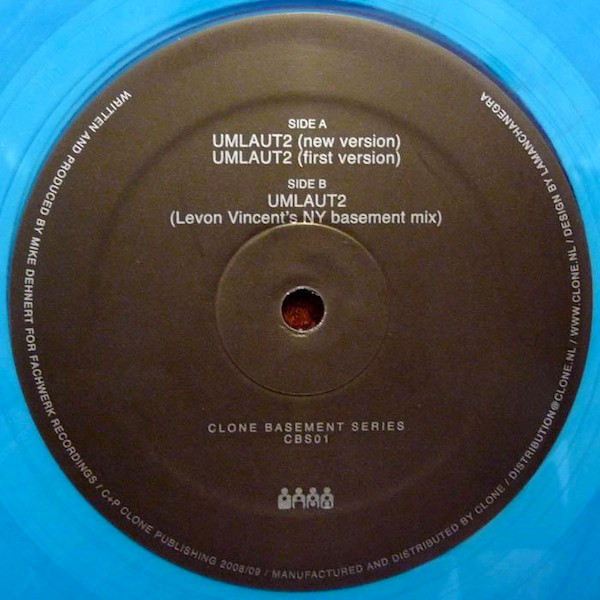 SIDE A
UMLAUT2 (new version)
UMLAUT2 (first version)
SIDE B
UMLAUT2
(Levon Vincent's NY basement mix)
CLONE BASEMENT SERIES
CBS01
WRITTEN AND PRODUCED BY MIKE DEHNERT FOR FACHWERK RECORDINGS / C+P CLONE PUBLISHING 2008/09 / MANUFACTURED AND DISTRIBUTED BY CLONE / DISTRIBUTION@CLONE.NL / WWW.CLONE.NL / DESIGN BY LAMANCHANEGRA